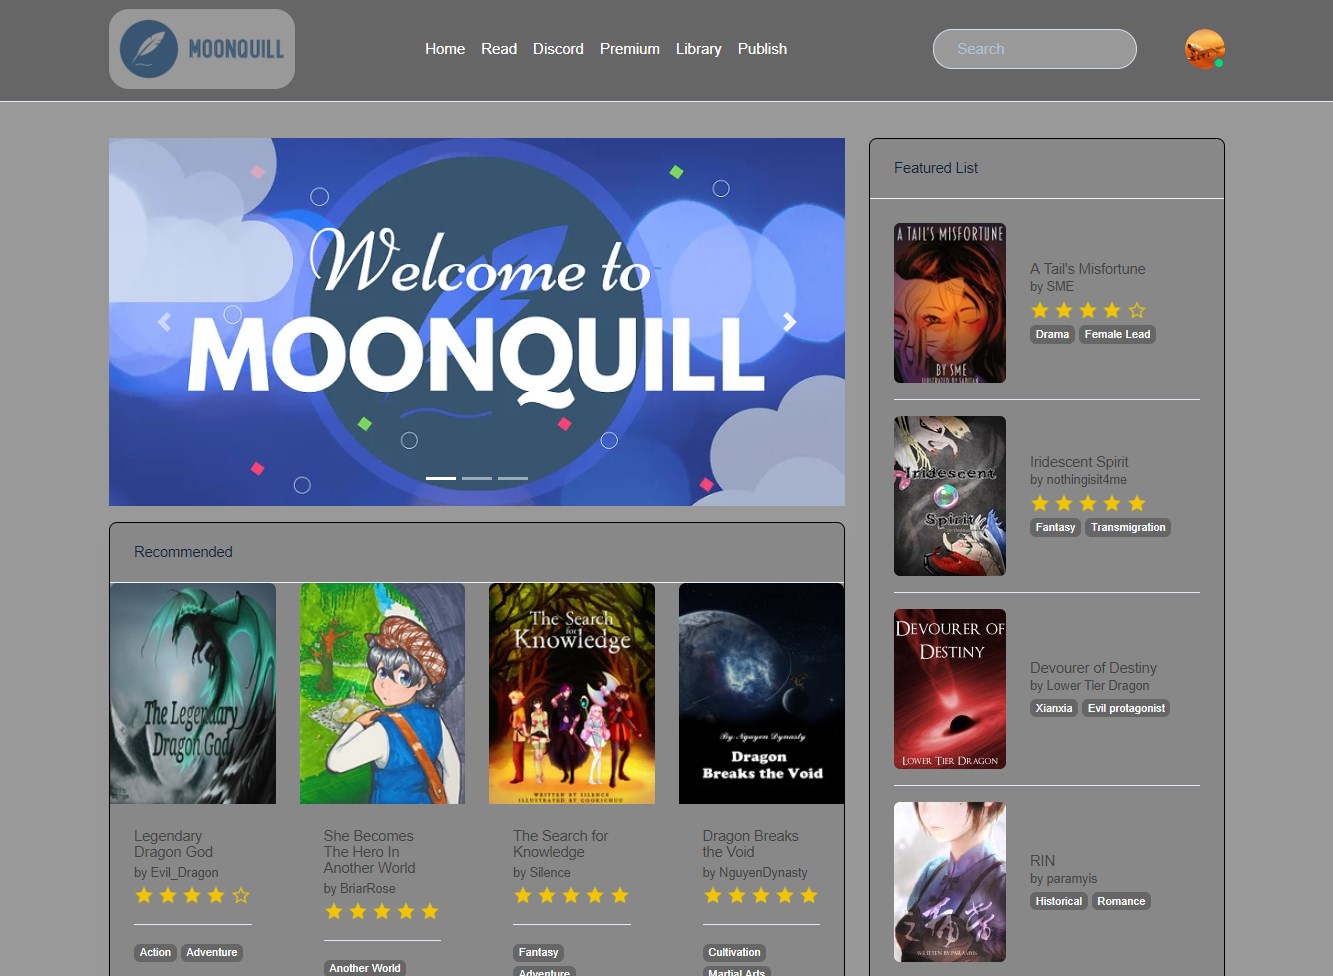 MOONQUILL
Home Read Discord Premium Library Publish
Search
Welcome to
MOONQUILL
Featured List
A TAIL'S MISFORTUNE
BY SME
A Tail's Misfortune
by SME
Drama Female Lead
Iridescent
Spirit
Iridescent Spirit
by nothingisit4me
Fantasy Transmigration
DEVOURER OF
DESTINY
LOWER TIER DRAGON
Devourer of Destiny
by Lower Tier Dragon
Xianxia Evil protagonist
WRITTEN BY PARAMYIS
RIN
by paramyis
Historical Romance
Recommended
The Legendary
Dragon God
Legendary
Dragon God
by Evil_Dragon
Action Adventure
She Becomes
The Hero In
Another World
by BriarRose
Another World
The Search
for
Knowledge
WRITTEN BY SILENCE
ILLUSTRATED BY COOKICHUU
The Search for
Knowledge
by Silence
Fantasy
Adventure
By: Nguyen Dynasty
Dragon
Breaks the Void
Dragon Breaks
the Void
by NguyenDynasty
Cultivation
Martial Arts